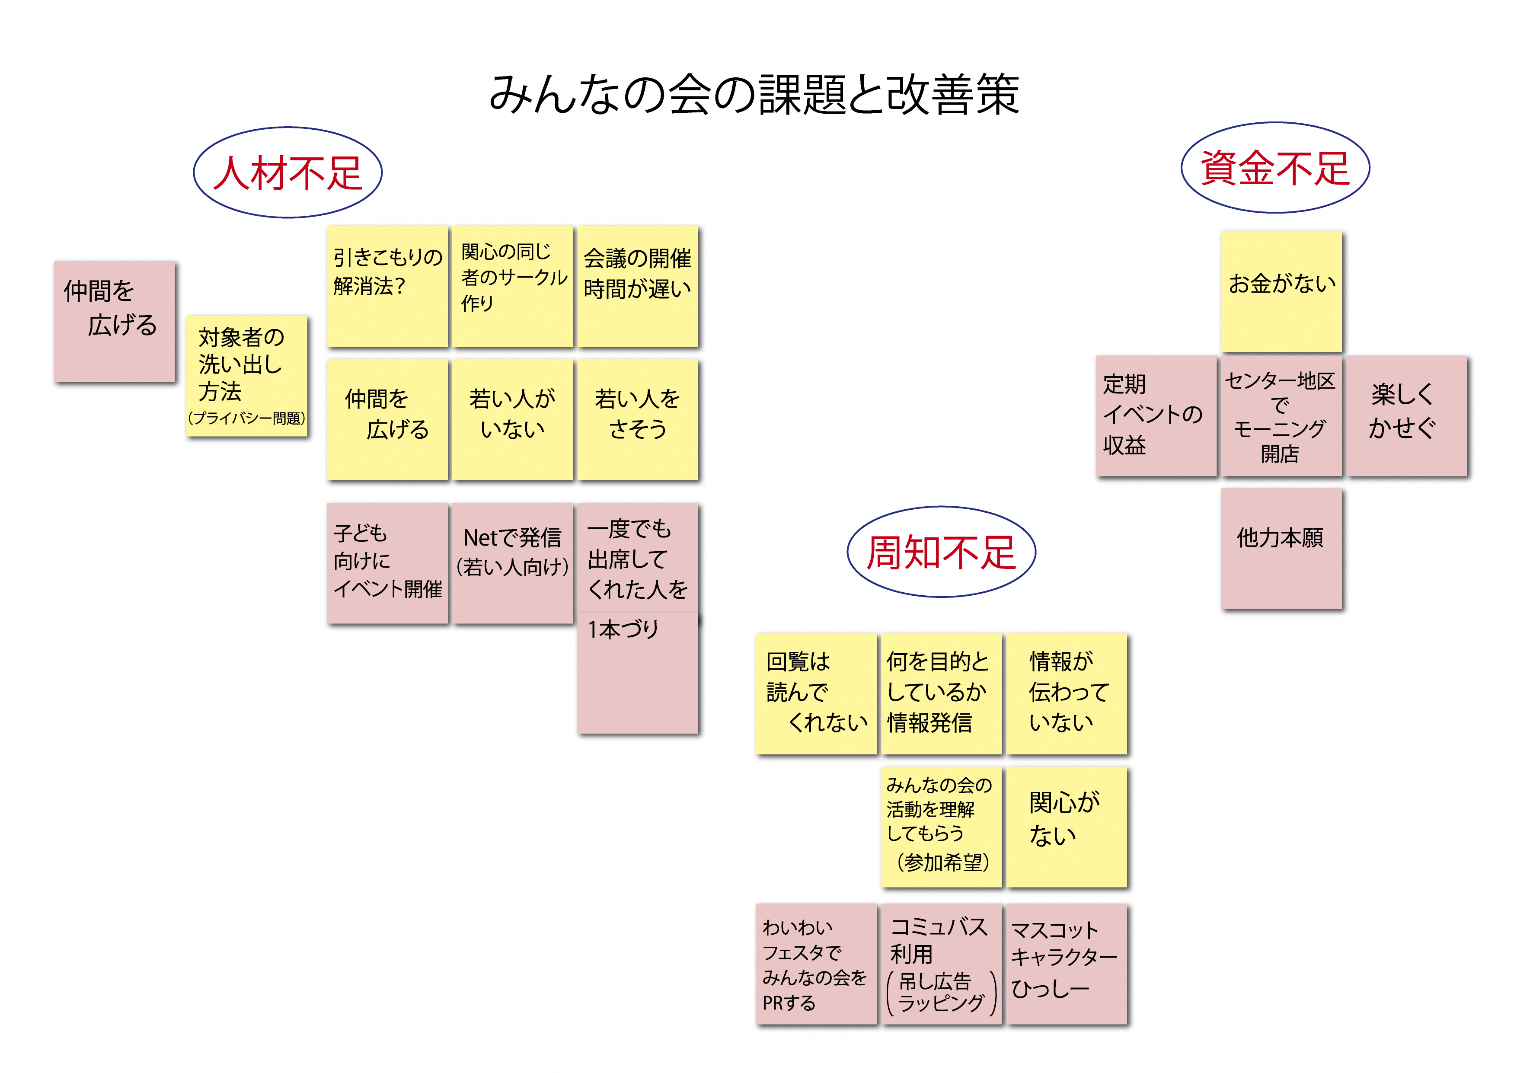 みんなの会の課題と改善策
人材不足
仲間を
広げる
対象者の
洗い出し
方法
(プライバシー問題)
引きこもりの
解消法?
関心の同じ
者のサークル
作り
会議の開催
時間が遅い
仲間を
広げる
若い人が
いない
若い人を
さそう
子ども
向けに
イベント開催
Netで発信
(若い人向け)
一度でも
出席して
くれた人を
1本づり
周知不足
回覧は
読んで
くれない
何を目的と
しているか
情報発信
情報が
伝わって
いない
みんなの会の
活動を理解
してもらう
(参加希望)
関心が
ない
わいわい
フェスタで
みんなの会を
PRする
コミュバス
利用
(吊し広告
ラッピング)
マスコット
キャラクター
ひっしー
資金不足
お金がない
定期
イベントの
収益
センター地区
で
モーニング
開店
楽しく
かせぐ
他力本願